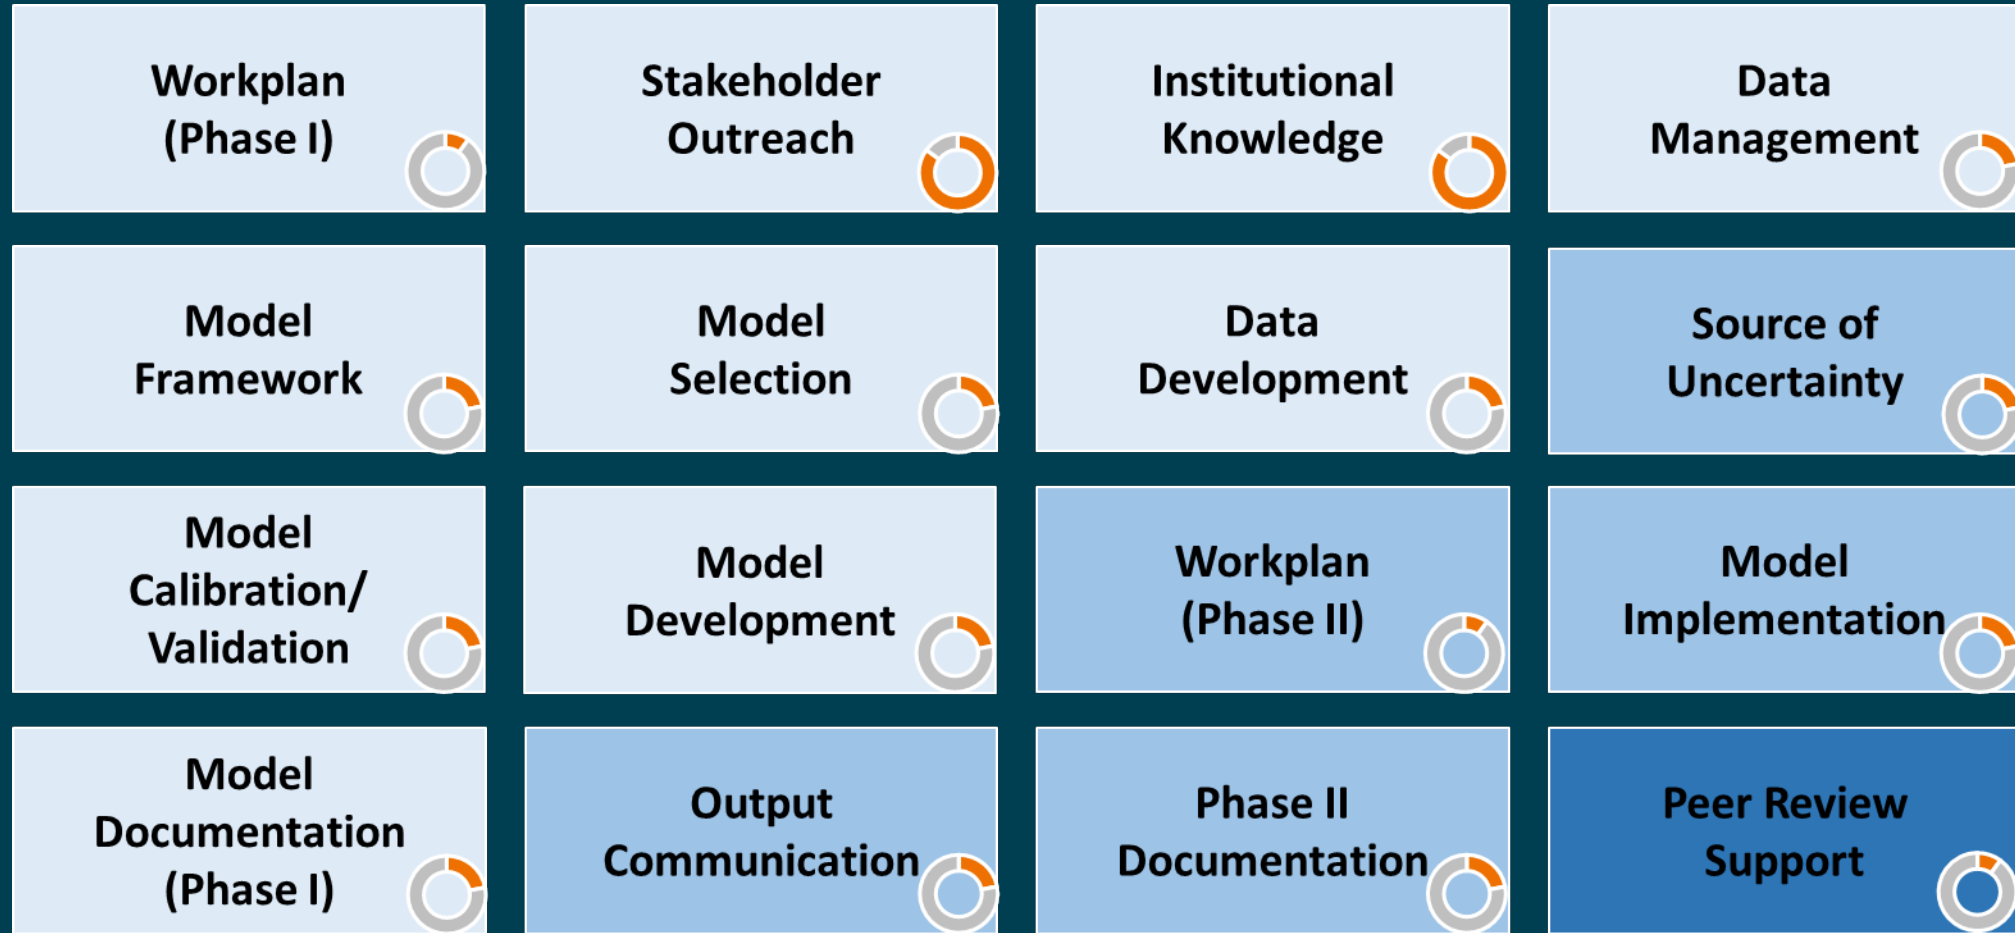 Workplan
(Phase I)
Stakeholder
Outreach
Institutional
Knowledge
Data
Management
Model
Framework
Model
Selection
Data
Development
Source of
Uncertainty
Model
Calibration/
Validation
Model
Development
Workplan
(Phase II)
Model
Implementation
Model
Documentation
(Phase I)
Output
Communication
Phase II
Documentation
Peer Review
Support